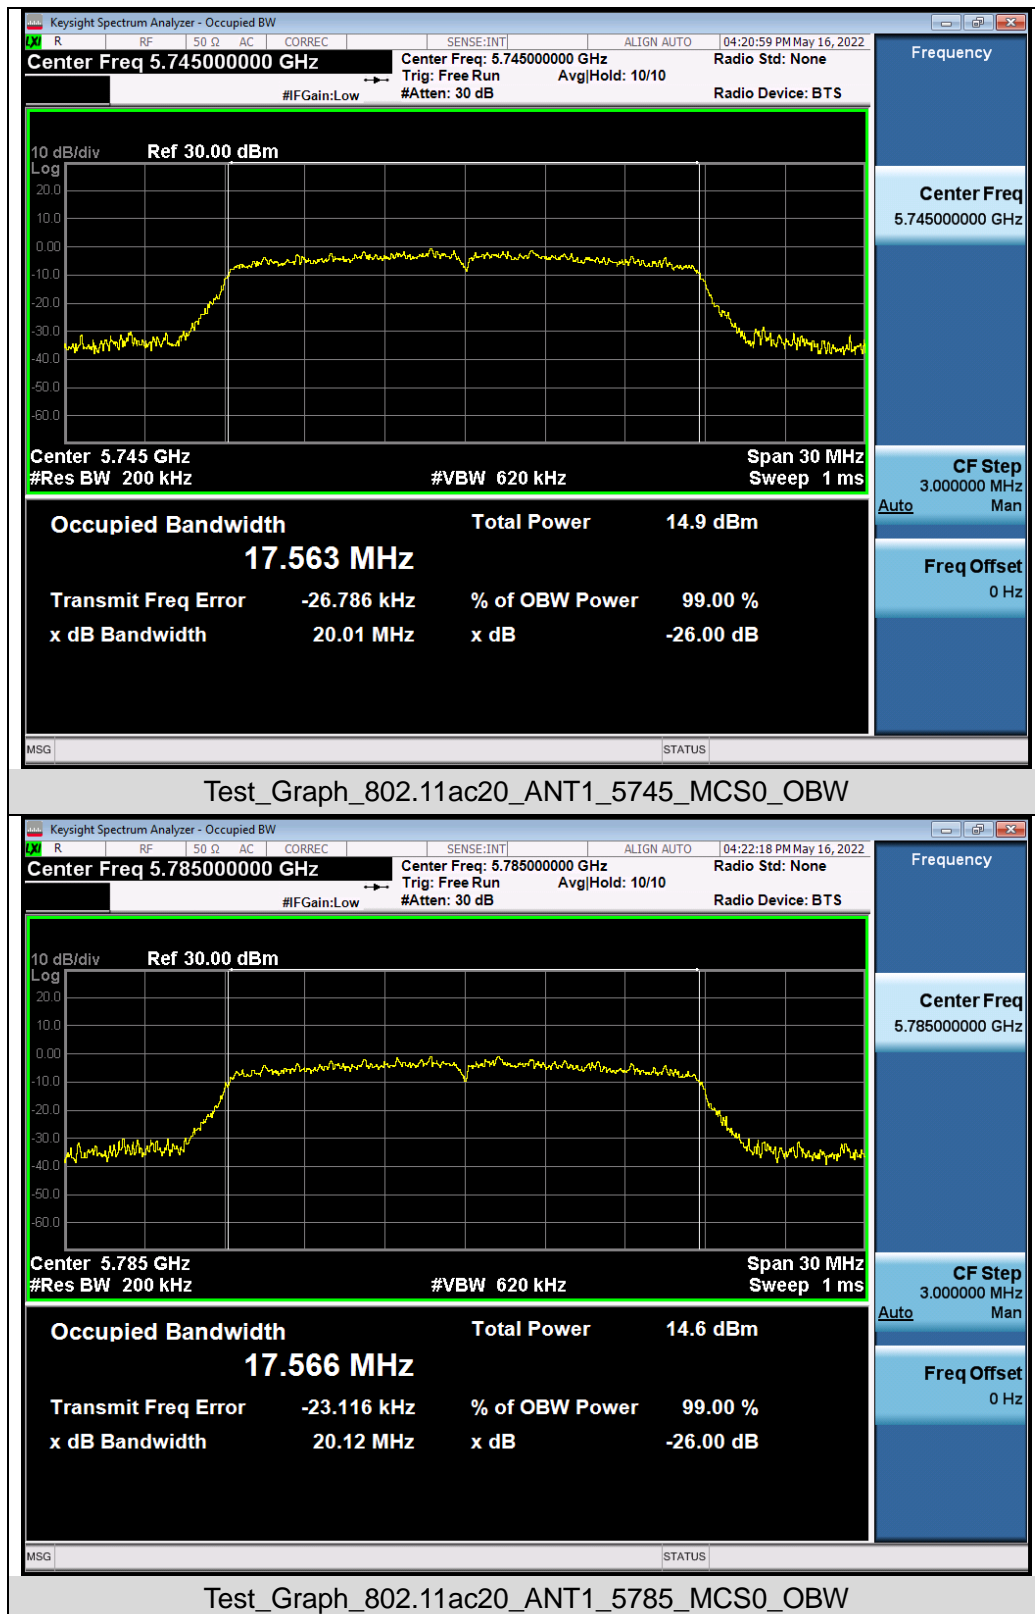 Keysight Spectrum Analyzer - Occupied BW
LXI R RF 50 Ω AC CORREC SENSE:INT ALIGN AUTO 04:20:59 PM May 16, 2022
Center Freq 5.745000000 GHz
Center Freq: 5.745000000 GHz
Radio Std: None
Trig: Free Run Avg|Hold: 10/10
#IFGain:Low
#Atten: 30 dB
Radio Device: BTS
10 dB/div Ref 30.00 dBm
Log
20.0
10.0
0.00
-10.0
-20.0
-30.0
-40.0
-50.0
-60.0
Center 5.745 GHz Span 30 MHz
#Res BW 200 kHz #VBW 620 kHz Sweep 1 ms
Occupied Bandwidth Total Power 14.9 dBm
17.563 MHz
Transmit Freq Error -26.786 kHz % of OBW Power 99.00 %
x dB Bandwidth 20.01 MHz x dB -26.00 dB
Frequency
Center Freq
5.745000000 GHz
CF Step
3.000000 MHz
Auto Man
Freq Offset
0 Hz
MSG STATUS
Test_Graph_802.11ac20_ANT1_5745_MCS0_OBW
Keysight Spectrum Analyzer - Occupied BW
LXI R RF 50 Ω AC CORREC SENSE:INT ALIGN AUTO 04:22:18 PM May 16, 2022
Center Freq 5.785000000 GHz
Center Freq: 5.785000000 GHz
Radio Std: None
Trig: Free Run Avg|Hold: 10/10
#IFGain:Low
#Atten: 30 dB
Radio Device: BTS
10 dB/div Ref 30.00 dBm
Log
20.0
10.0
0.00
-10.0
-20.0
-30.0
-40.0
-50.0
-60.0
Center 5.785 GHz Span 30 MHz
#Res BW 200 kHz #VBW 620 kHz Sweep 1 ms
Occupied Bandwidth Total Power 14.6 dBm
17.566 MHz
Transmit Freq Error -23.116 kHz % of OBW Power 99.00 %
x dB Bandwidth 20.12 MHz x dB -26.00 dB
Frequency
Center Freq
5.785000000 GHz
CF Step
3.000000 MHz
Auto Man
Freq Offset
0 Hz
MSG STATUS
Test_Graph_802.11ac20_ANT1_5785_MCS0_OBW